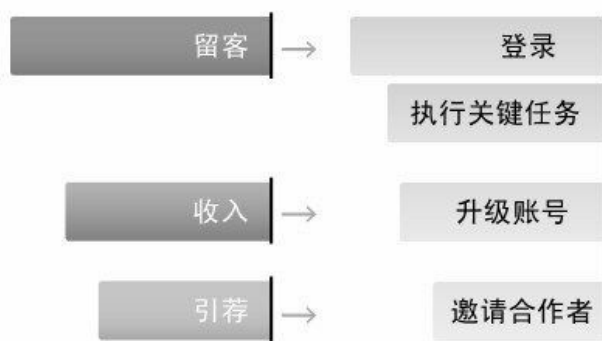 留客 → 登录
执行关键任务
收入 → 升级账号
引荐 → 邀请合作者